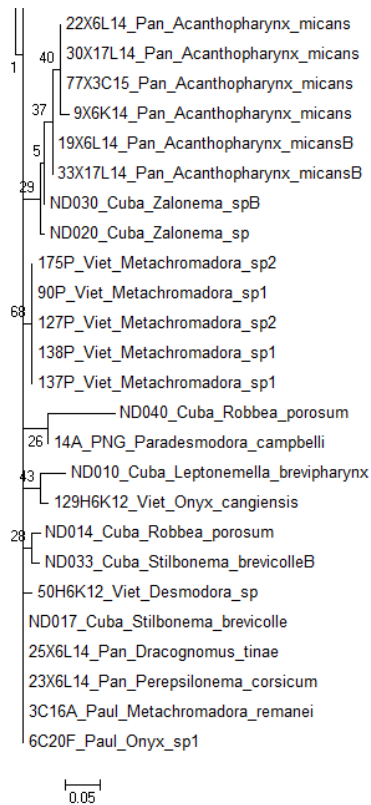 22X6L14_Pan_Acanthopharynx_micans
40
30X17L14_Pan_Acanthopharynx_micans
1
77X3C15_Pan_Acanthopharynx_micans
37
9X6K14_Pan_Acanthopharynx_micans
19X6L14_Pan_Acanthopharynx_micansB
5
33X17L14_Pan_Acanthopharynx_micansB
29
ND030_Cuba_Zalonema_spB
ND020_Cuba_Zalonema_sp
175P_Viet_Metachromadora_sp2
90P_Viet_Metachromadora_sp1
68
127P_Viet_Metachromadora_sp2
138P_Viet_Metachromadora_sp1
137P_Viet_Metachromadora_sp1
ND040_Cuba_Robbea_porosum
26
14A_PNG_Paradesmodora_campbelli
43
ND010_Cuba_Leptonemella_brevipharynx
129H6K12_Viet_Onyx_cangiensis
28
ND014_Cuba_Robbea_porosum
ND033_Cuba_Stilbonema_brevicolleB
50H6K12_Viet_Desmodora_sp
ND017_Cuba_Stilbonema_brevicolle
25X6L14_Pan_Dracognomus_tinae
23X6L14_Pan_Perepsilonema_corsicum
3C16A_Paul_Metachromadora_remanei
6C20F_Paul_Onyx_sp1
0.05